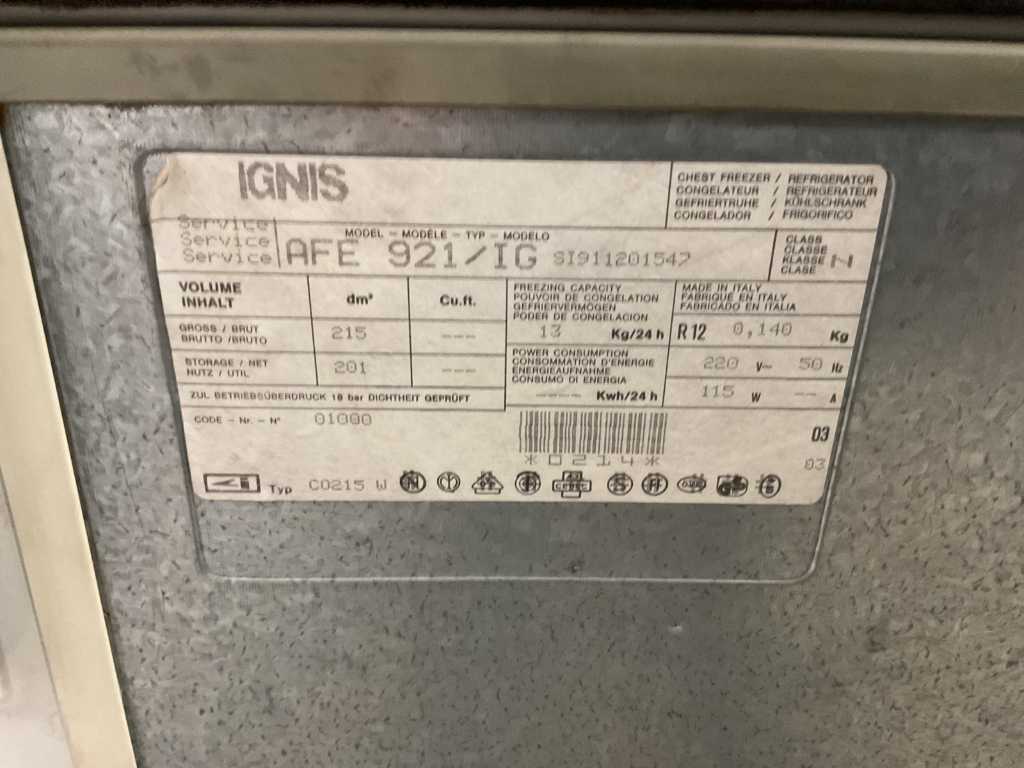 IGNIS
CHEST FREEZER / REFRIGERATOR
CONGELATEUR / REFRIGERATEUR
GEFRIERTRUHE / KÜHLSCHRANK
CONGELADOR / FRIGORIFICO
Service
Service
Service
MODEL - MODÈLE - TYP - MODELO
AFE 921/IG SI911201547
CLASS
CLASSE
KLASSE
CLASE
N
VOLUME
INHALT
dm³
Cu.ft.
GROSS / BRUT
BRUTTO / BRUTO
215
---
STORAGE / NET
NUTZ / UTIL
201
---
ZUL BETRIEBSÜBERDRUCK 18 bar DICHTHEIT GEPRÜFT
FREEZING CAPACITY
POUVOIR DE CONGELATION
GEFRIERVERMÖGEN
PODER DE CONGELACION
13 Kg/24 h
POWER CONSUMPTION
CONSOMMATION D'ENERGIE
ENERGIEAUFNAHME
CONSUMO DI ENERGIA
---- Kwh/24 h
MADE IN ITALY
FABRIQUE EN ITALY
FABRICADO EN ITALIA
R12 0,140 Kg
220 V~ 50 Hz
115 W -- A
CODE - Nr. - N° 01000
*0214*
03
03
Typ C0215 W